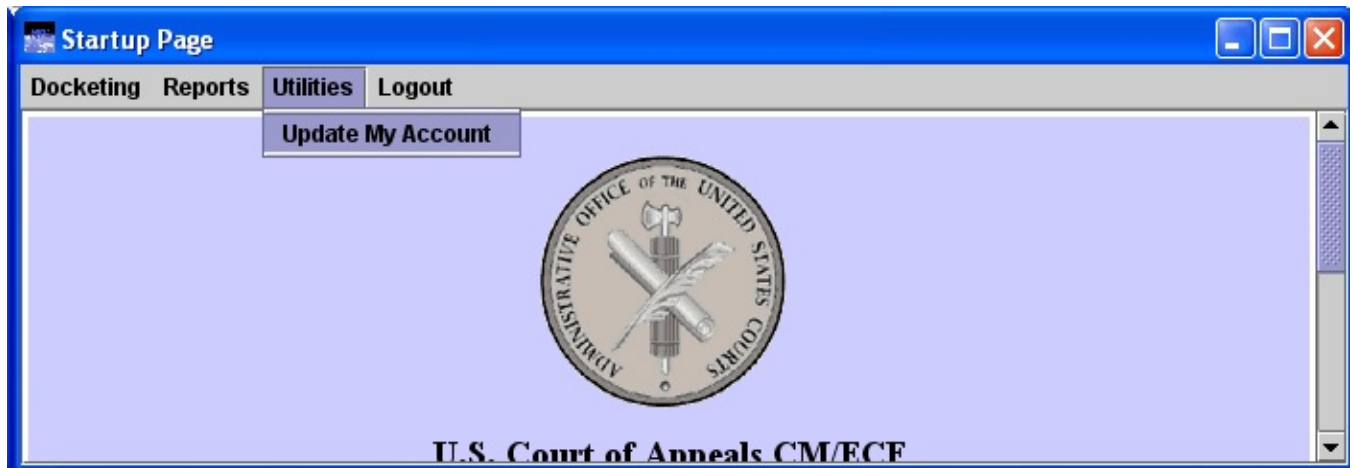 Startup Page
Docketing Reports Utilities Logout
Update My Account
ADMINISTRATIVE OFFICE OF THE UNITED STATES COURTS
U.S. Court of Appeals CM/ECF